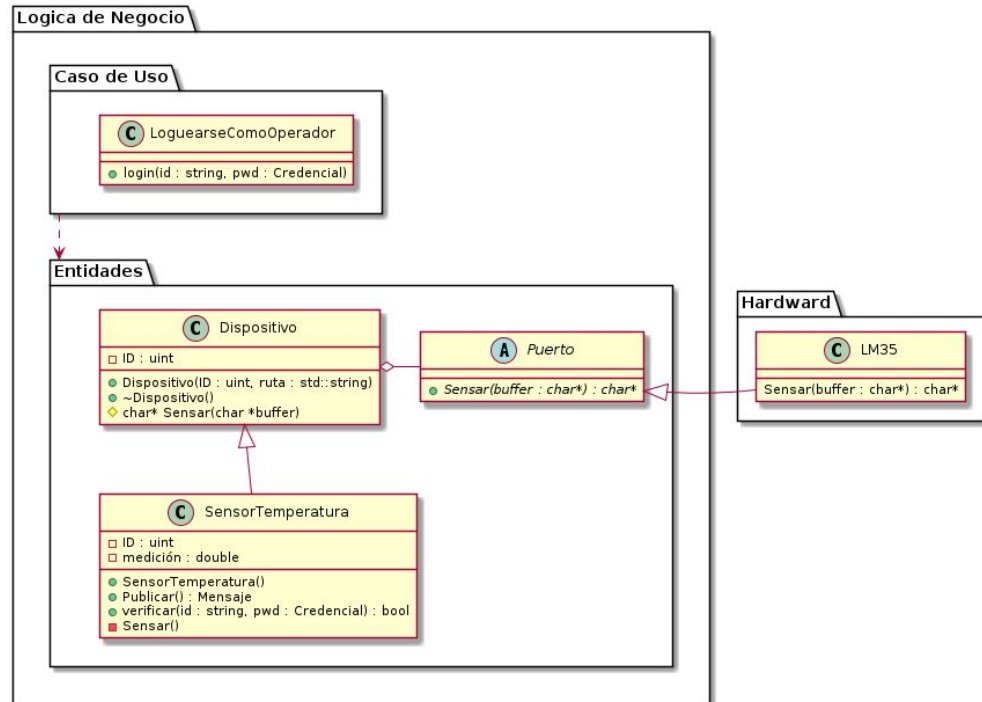 Logica de Negocio
Caso de Uso
C LoguearseComoOperador
login(id : string, pwd : Credencial)
Entidades
C Dispositivo
ID : uint
Dispositivo(ID : uint, ruta : std::string)
~Dispositivo()
char* Sensar(char *buffer)
A Puerto
Sensar(buffer : char*) : char*
Hardward
C LM35
Sensar(buffer : char*) : char*
C SensorTemperatura
ID : uint
medición : double
SensorTemperatura()
Publicar() : Mensaje
verificar(id : string, pwd : Credencial) : bool
Sensar()